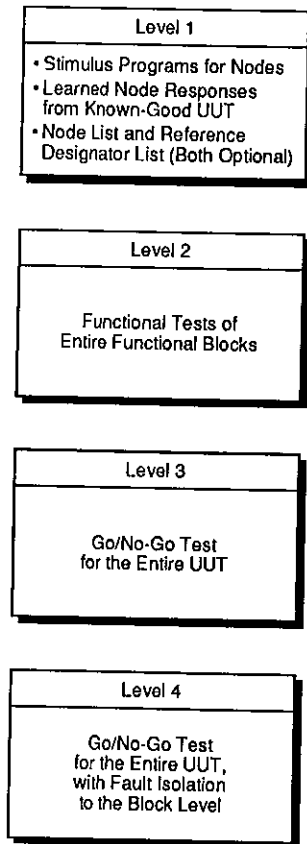 Level 1
• Stimulus Programs for Nodes
• Learned Node Responses
from Known-Good UUT
• Node List and Reference
Designator List (Both Optional)
Level 2
Functional Tests of
Entire Functional Blocks
Level 3
Go/No-Go Test
for the Entire UUT
Level 4
Go/No-Go Test
for the Entire UUT,
with Fault Isolation
to the Block Level